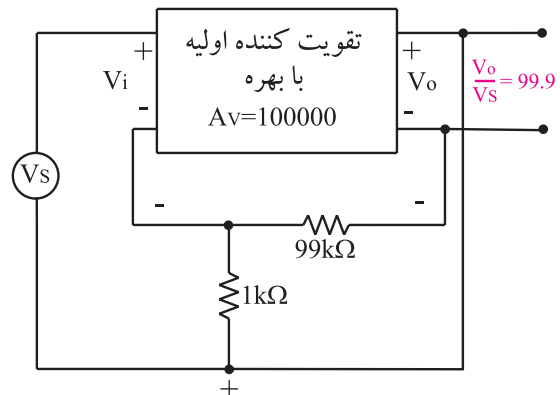 تقویت کننده اولیه
با بهره
AV=100000
+
Vi
-
+
Vo
-
Vo
VS
= 99.9
VS
-
-
99kΩ
1kΩ
+